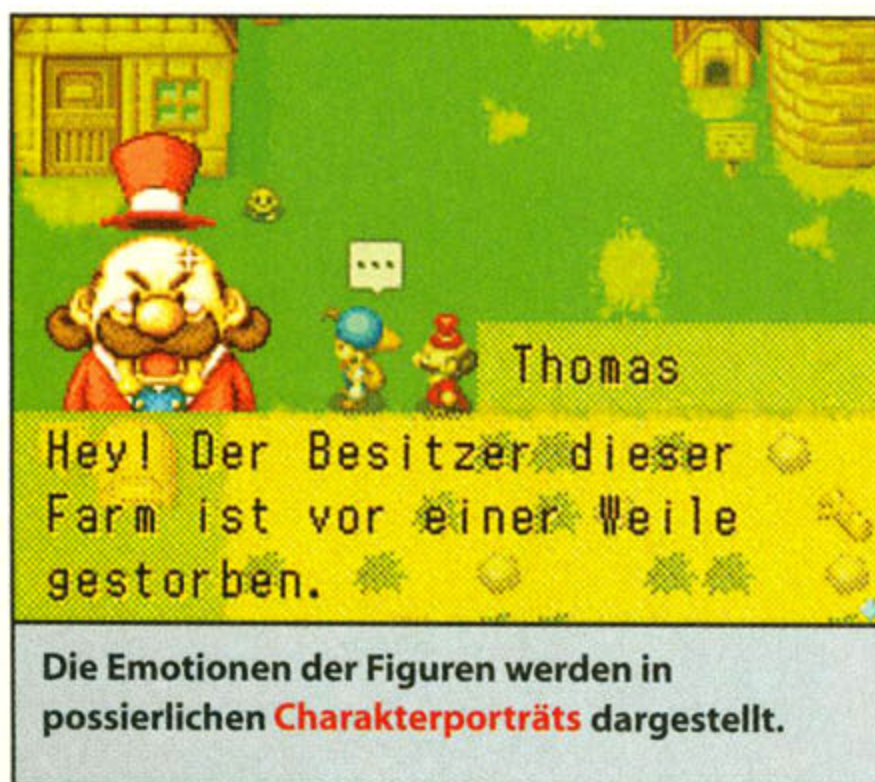 ...
Thomas
Hey! Der Besitzer dieser
Farm ist vor einer Weile
gestorben.
Die Emotionen der Figuren werden in
possierlichen Charakterporträts dargestellt.